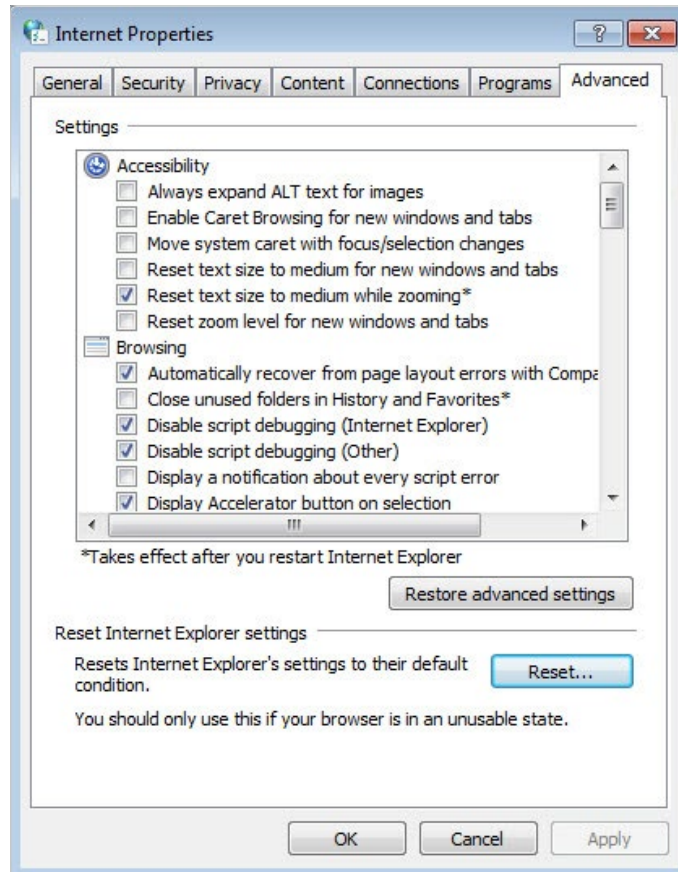 Internet Properties
General Security Privacy Content Connections Programs Advanced
Settings
Accessibility
Always expand ALT text for images
Enable Caret Browsing for new windows and tabs
Move system caret with focus/selection changes
Reset text size to medium for new windows and tabs
Reset text size to medium while zooming*
Reset zoom level for new windows and tabs
Browsing
Automatically recover from page layout errors with Compa
Close unused folders in History and Favorites*
Disable script debugging (Internet Explorer)
Disable script debugging (Other)
Display a notification about every script error
Display Accelerator button on selection
*Takes effect after you restart Internet Explorer
Restore advanced settings
Reset Internet Explorer settings
Resets Internet Explorer's settings to their default
condition.
Reset...
You should only use this if your browser is in an unusable state.
OK Cancel Apply